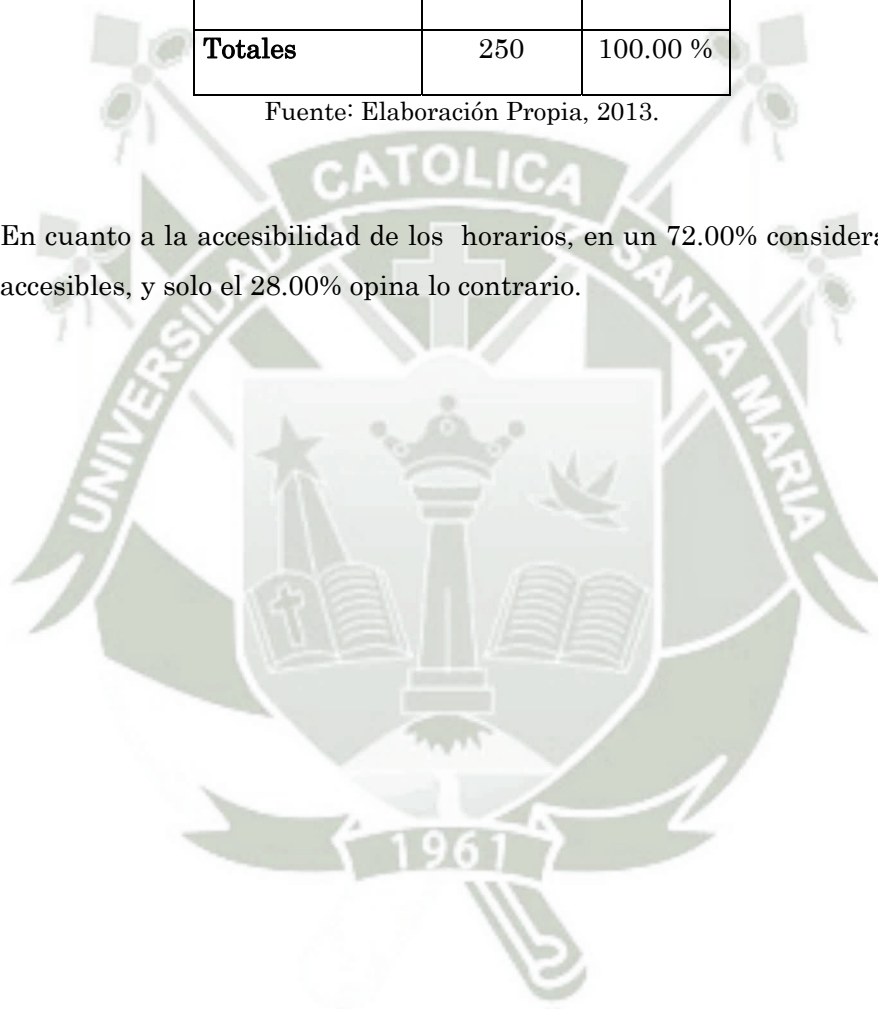 Totales 250 100.00 %
Fuente: Elaboración Propia, 2013.
CATOLICA
UNIVERSIDAD
SANTA MARIA
En cuanto a la accesibilidad de los horarios, en un 72.00%
accesibles, y solo el 28.00% opina lo contrario.
1961